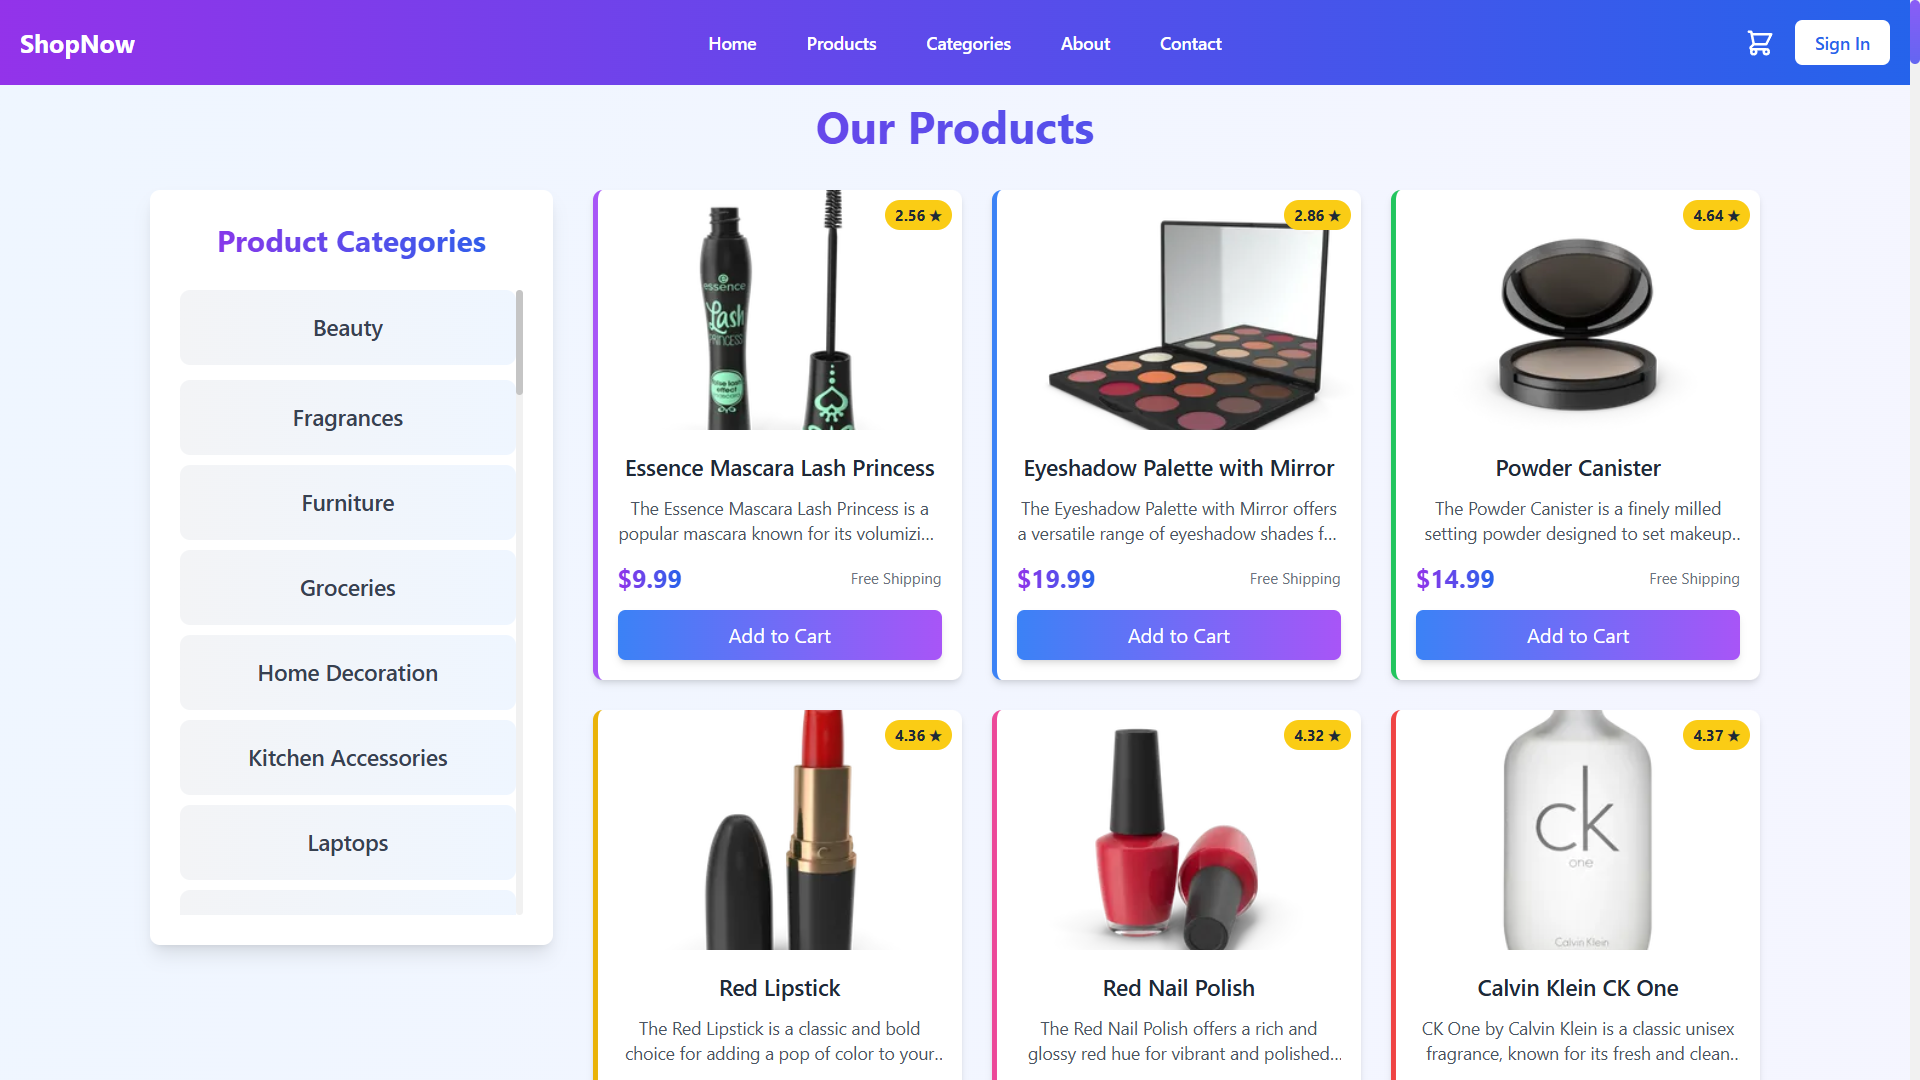 ShopNow
Home
Products
Categories
About
Contact
Sign In
Our Products
Product Categories
Beauty
Fragrances
Furniture
Groceries
Home Decoration
Kitchen Accessories
Laptops
2.56 ★
essence
Lash
PRINCESS
false lash
effect
Essence Mascara Lash Princess
The Essence Mascara Lash Princess is a
popular mascara known for its volumizi...
$9.99
Free Shipping
Add to Cart
2.86 ★
Eyeshadow Palette with Mirror
The Eyeshadow Palette with Mirror offers
a versatile range of eyeshadow shades f...
$19.99
Free Shipping
Add to Cart
4.64 ★
Powder Canister
The Powder Canister is a finely milled
setting powder designed to set makeup..
$14.99
Free Shipping
Add to Cart
4.36 ★
Red Lipstick
The Red Lipstick is a classic and bold
choice for adding a pop of color to your..
4.32 ★
Red Nail Polish
The Red Nail Polish offers a rich and
glossy red hue for vibrant and polished...
4.37 ★
ck
one
Calvin Klein
Calvin Klein CK One
CK One by Calvin Klein is a classic unisex
fragrance, known for its fresh and clean..